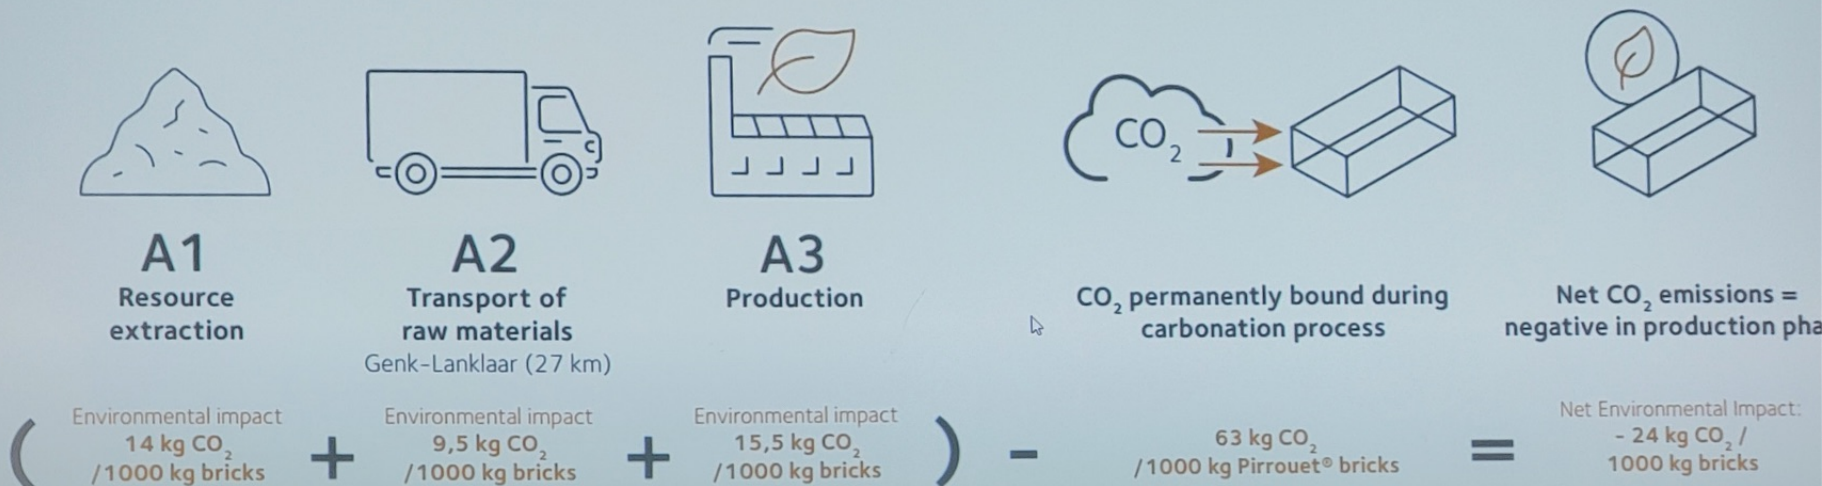 CO₂
A1
Resource
extraction
A2
Transport of
raw materials
Genk-Lanklaar (27 km)
A3
Production
CO₂ permanently bound during
carbonation process
Net CO₂ emissions =
negative in production pha
(
Environmental impact
14 kg CO₂
/1000 kg bricks
+
Environmental impact
9,5 kg CO₂
/1000 kg bricks
+
Environmental impact
15,5 kg CO₂
/1000 kg bricks
)
-
63 kg CO₂
/1000 kg Pirrouet® bricks
=
Net Environmental Impact:
- 24 kg CO₂ /
1000 kg bricks